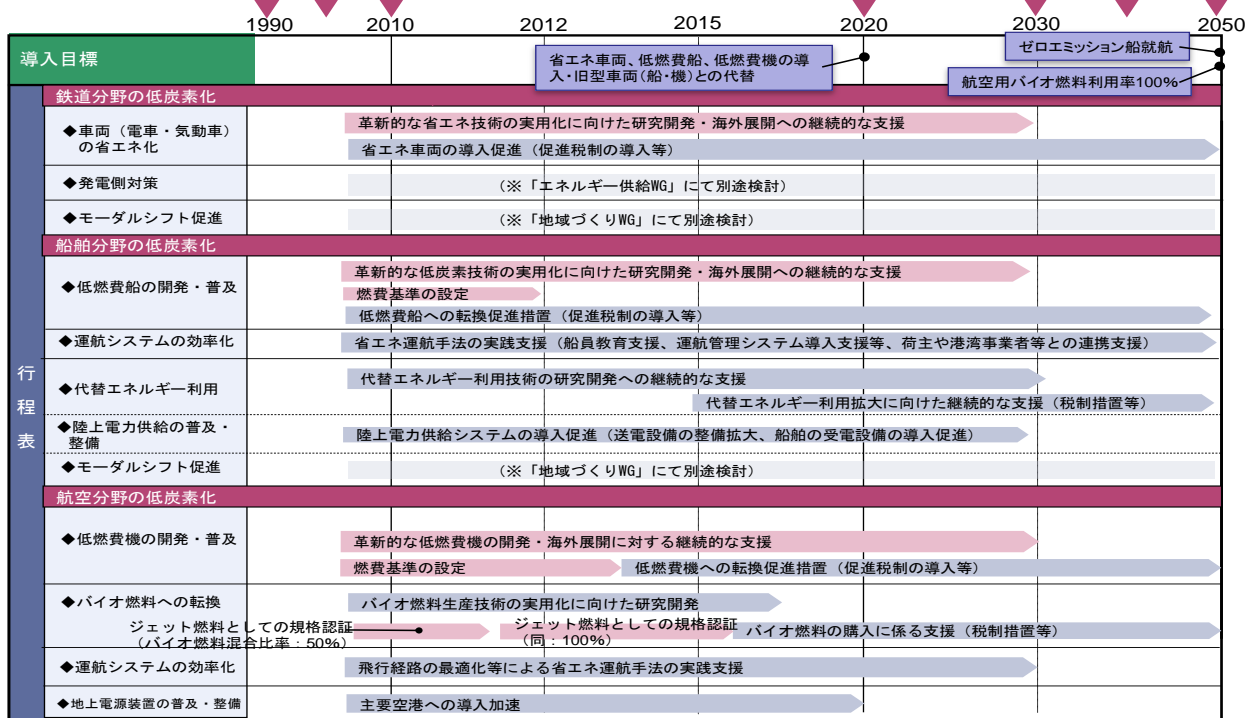 1990 2010 2012 2015 2020 2030 2050
導入目標
省エネ車両、低燃費船、低燃費機の導
入・旧型車両(船・機)との代替
ゼロエミッション船就航
航空用バイオ燃料利用率100%
行程表
鉄道分野の低炭素化
◆車両（電車・気動車）
の省エネ化
革新的な省エネ技術の実用化に向けた研究開発・海外展開への継続的な支援
省エネ車両の導入促進（促進税制の導入等）
◆発電側対策
（※「エネルギー供給WG」にて別途検討）
◆モーダルシフト促進
（※「地域づくりWG」にて別途検討）
船舶分野の低炭素化
◆低燃費船の開発・普及
革新的な低炭素技術の実用化に向けた研究開発・海外展開への継続的な支援
燃費基準の設定
低燃費船への転換促進措置（促進税制の導入等）
◆運航システムの効率化
省エネ運航手法の実践支援（船員教育支援、運航管理システム導入支援等、荷主や港湾事業者等との連携支援）
◆代替エネルギー利用
代替エネルギー利用技術の研究開発への継続的な支援
代替エネルギー利用拡大に向けた継続的な支援（税制措置等）
◆陸上電力供給の普及・
整備
陸上電力供給システムの導入促進（送電設備の整備拡大、船舶の受電設備の導入促進）
◆モーダルシフト促進
（※「地域づくりWG」にて別途検討）
航空分野の低炭素化
◆低燃費機の開発・普及
革新的な低燃費機の開発・海外展開に対する継続的な支援
燃費基準の設定
低燃費機への転換促進措置（促進税制の導入等）
◆バイオ燃料への転換
バイオ燃料生産技術の実用化に向けた研究開発
ジェット燃料としての規格認証
（バイオ燃料混合比率：50%）
ジェット燃料としての規格認証
（同：100%）
バイオ燃料の購入に係る支援（税制措置等）
◆運航システムの効率化
飛行経路の最適化等による省エネ運航手法の実践支援
◆地上電源装置の普及・整備
主要空港への導入加速